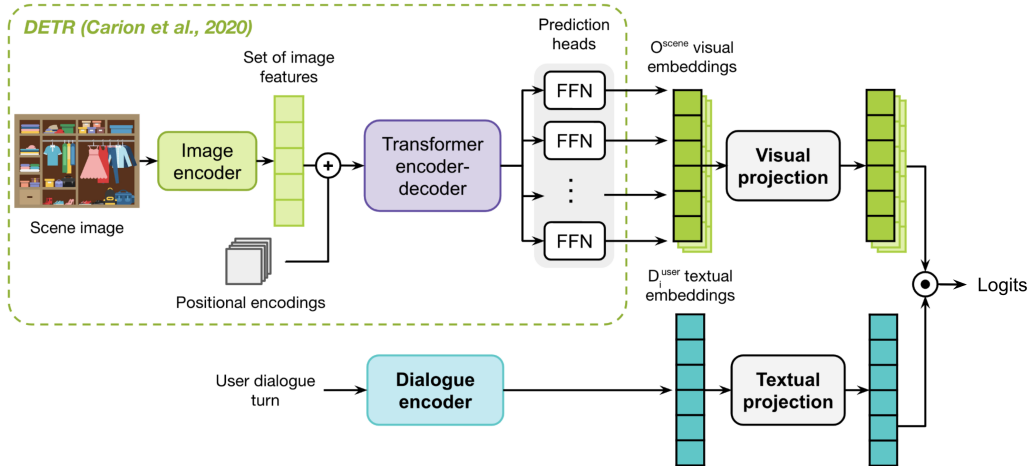 DETR (Carion et al., 2020)
Prediction
heads
Set of image
features
O^scene visual
embeddings
FFN
Image
encoder
+
Transformer
encoder-
decoder
FFN
Visual
projection
Scene image
FFN
Positional encodings
D_i^user textual
embeddings
Logits
User dialogue
turn
Dialogue
encoder
Textual
projection